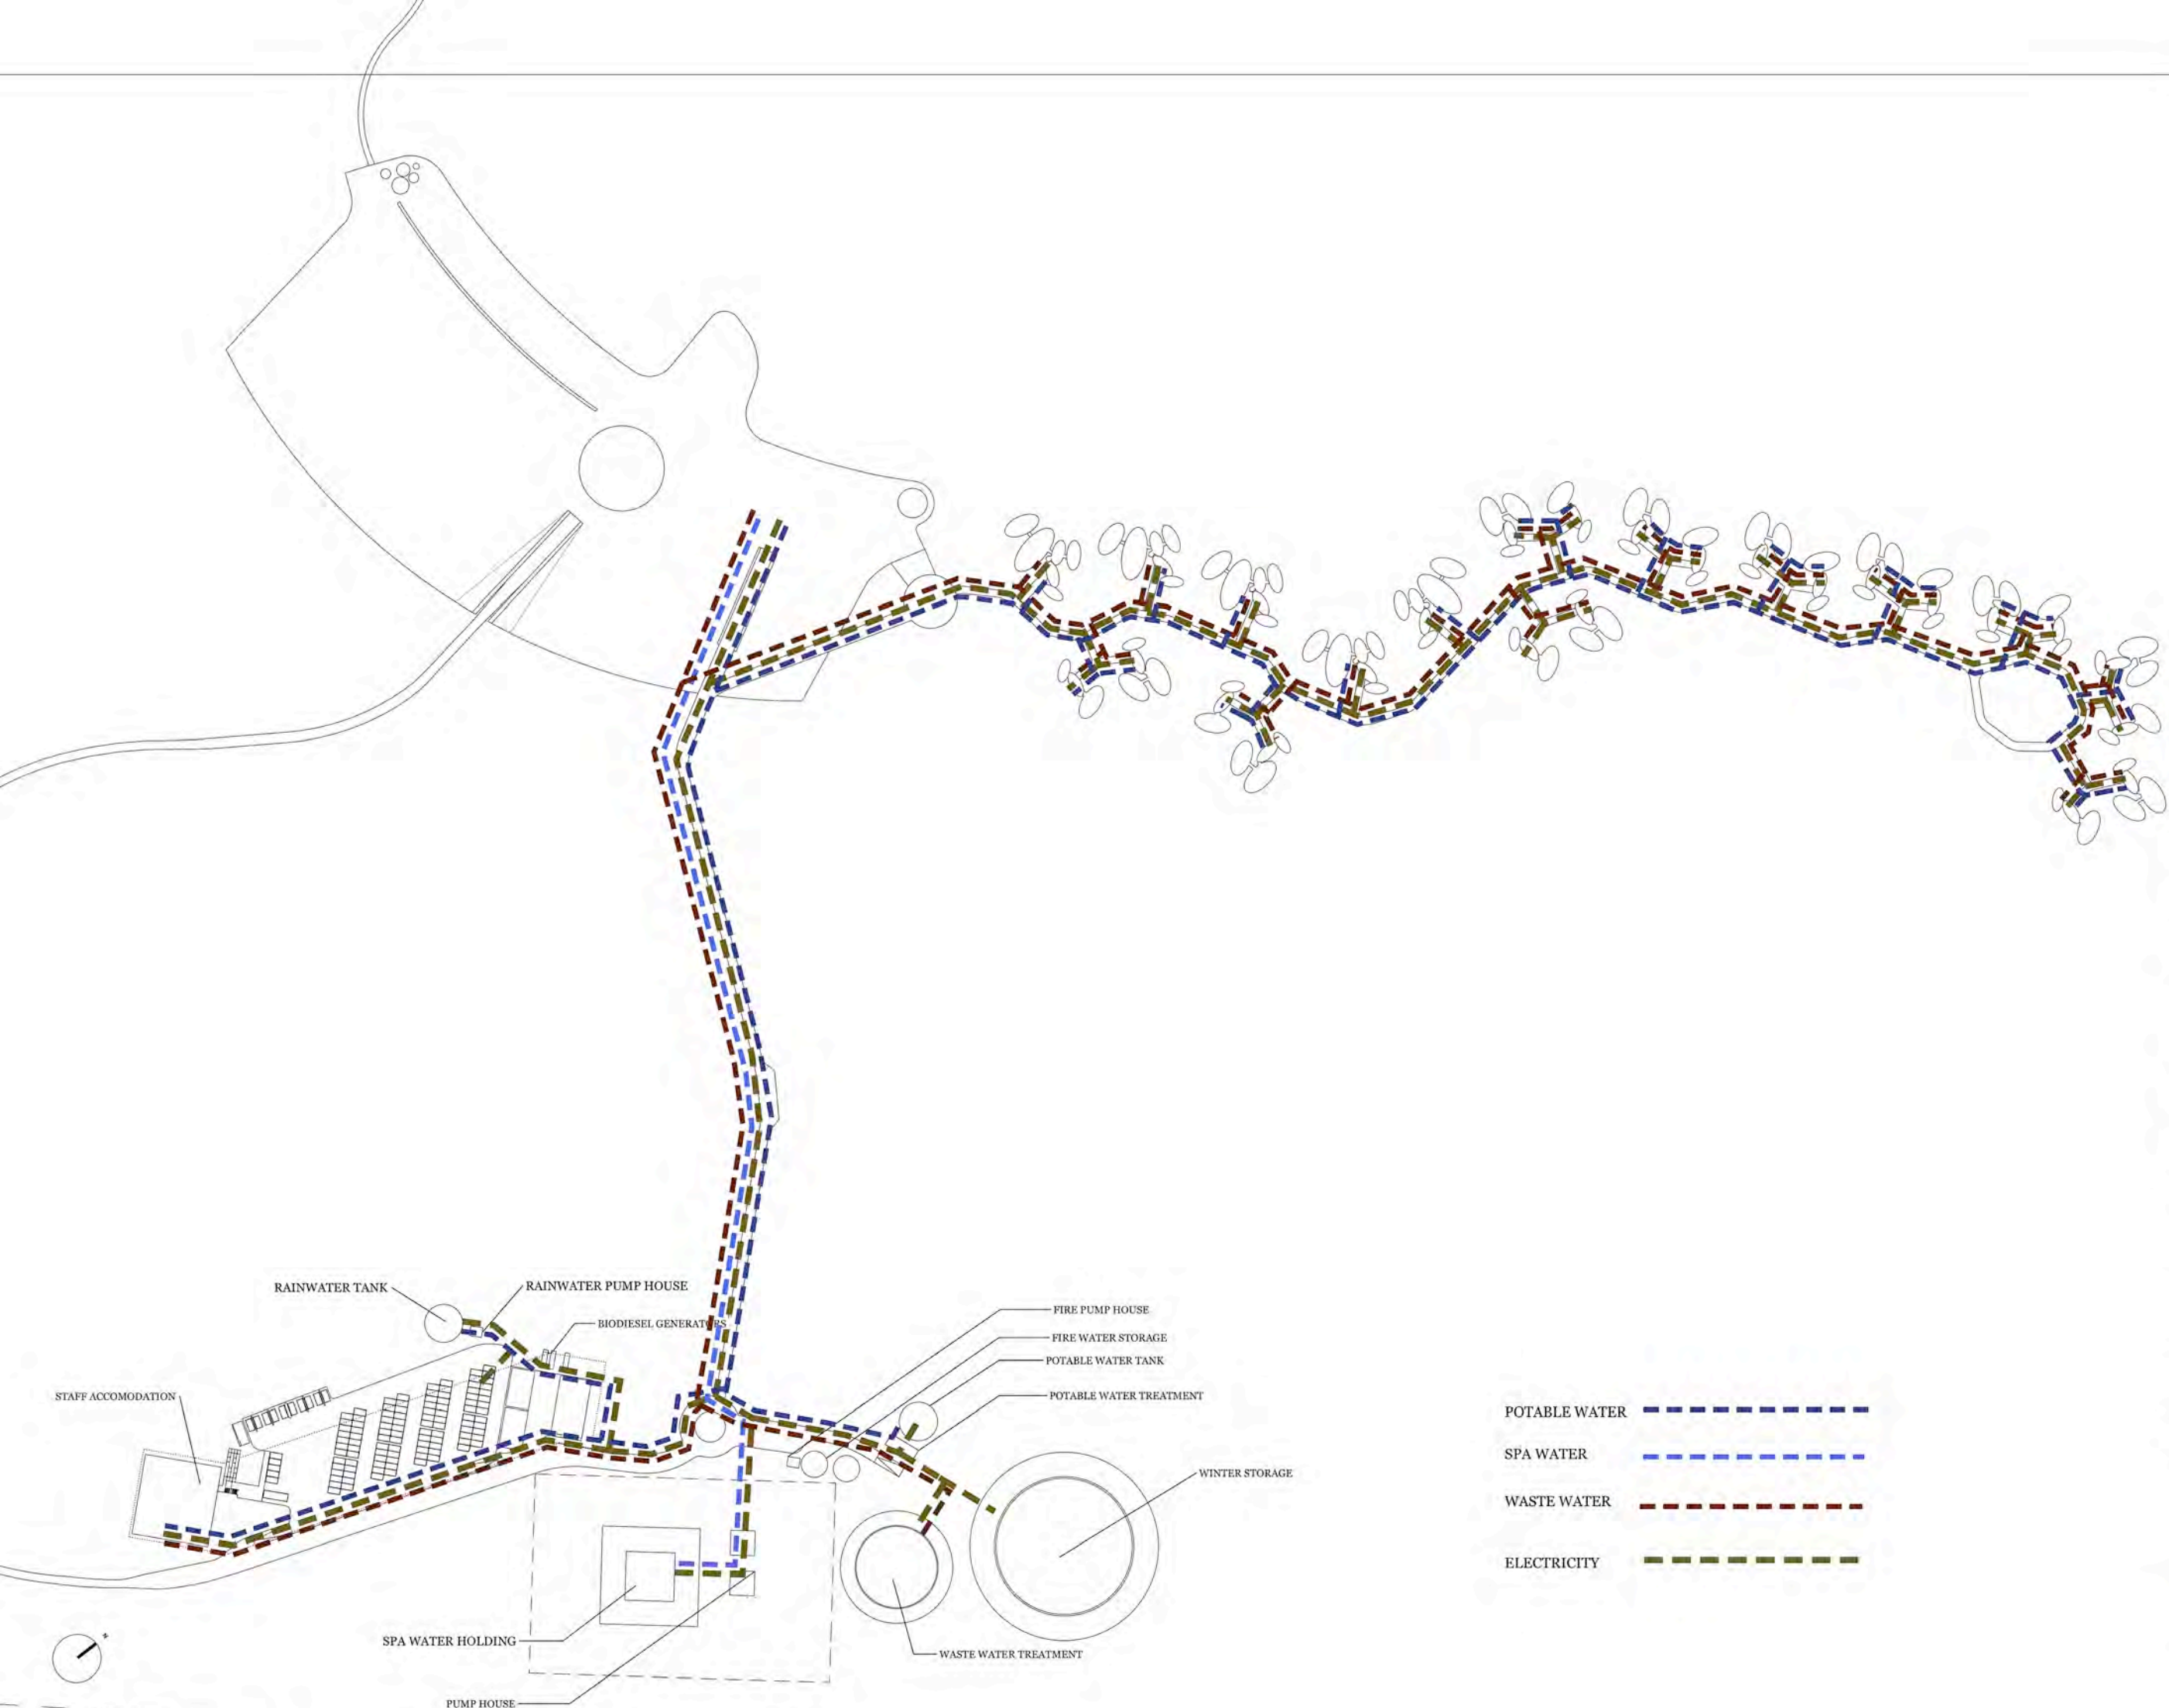 RAINWATER TANK
RAINWATER PUMP HOUSE
BIODIESEL GENERATORS
FIRE PUMP HOUSE
FIRE WATER STORAGE
POTABLE WATER TANK
POTABLE WATER TREATMENT
STAFF ACCOMODATION
WINTER STORAGE
SPA WATER HOLDING
WASTE WATER TREATMENT
PUMP HOUSE
POTABLE WATER
SPA WATER
WASTE WATER
ELECTRICITY
N